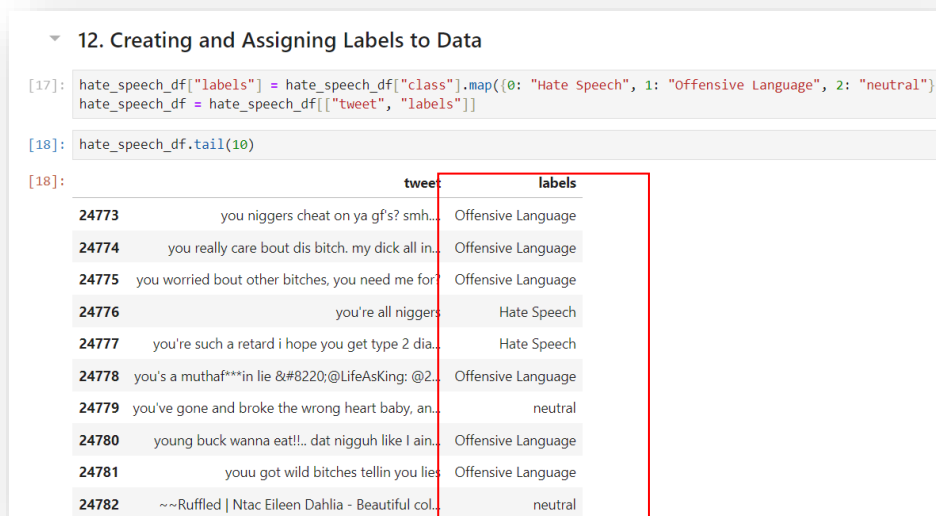 12. Creating and Assigning Labels to Data
[17]: hate_speech_df["labels"] = hate_speech_df["class"].map({0: "Hate Speech", 1: "Offensive Language", 2: "neutral"}
hate_speech_df = hate_speech_df[["tweet", "labels"]]
[18]: hate_speech_df.tail(10)
[18]: tweet labels
24773 you niggers cheat on ya gf's? smh... Offensive Language
24774 you really care bout dis bitch. my dick all in... Offensive Language
24775 you worried bout other bitches, you need me for? Offensive Language
24776 you're all niggers Hate Speech
24777 you're such a retard i hope you get type 2 dia... Hate Speech
24778 you's a muthaf***in lie &#8220;@LifeAsKing: @2... Offensive Language
24779 you've gone and broke the wrong heart baby, an... neutral
24780 young buck wanna eat!!.. dat nigguh like I ain... Offensive Language
24781 youu got wild bitches tellin you lies Offensive Language
24782 ~~Ruffled | Ntac Eileen Dahlia - Beautiful col... neutral